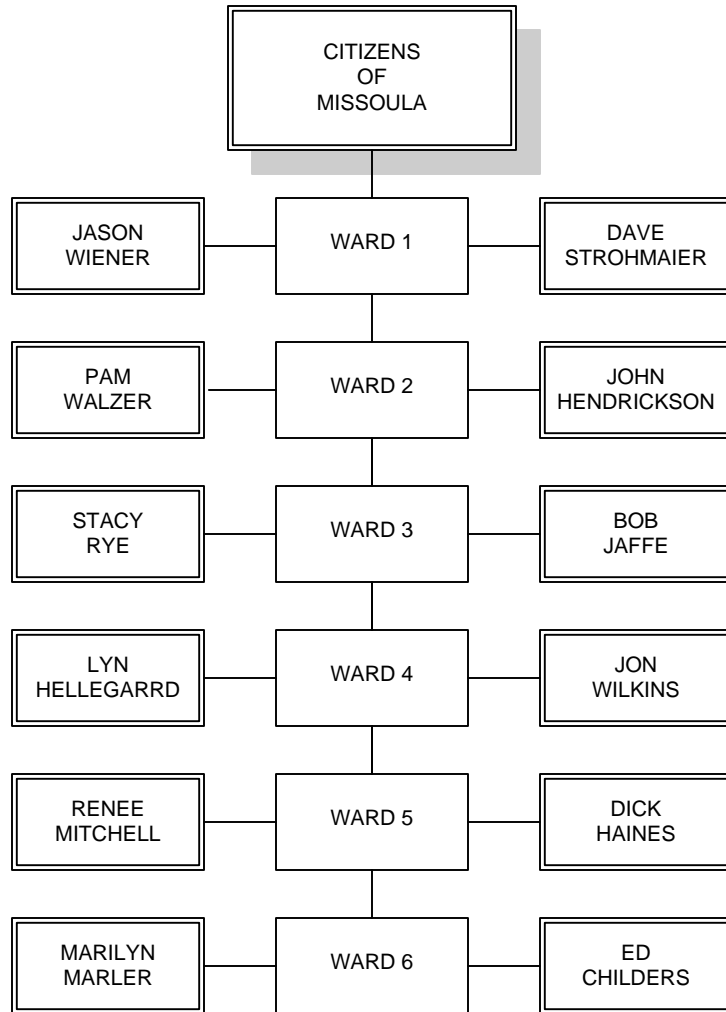 CITIZENS
OF
MISSOULA
JASON
WIENER
WARD 1
DAVE
STROHMAIER
PAM
WALZER
WARD 2
JOHN
HENDRICKSON
STACY
RYE
WARD 3
BOB
JAFFE
LYN
HELLEGARRD
WARD 4
JON
WILKINS
RENEE
MITCHELL
WARD 5
DICK
HAINES
MARILYN
MARLER
WARD 6
ED
CHILDERS